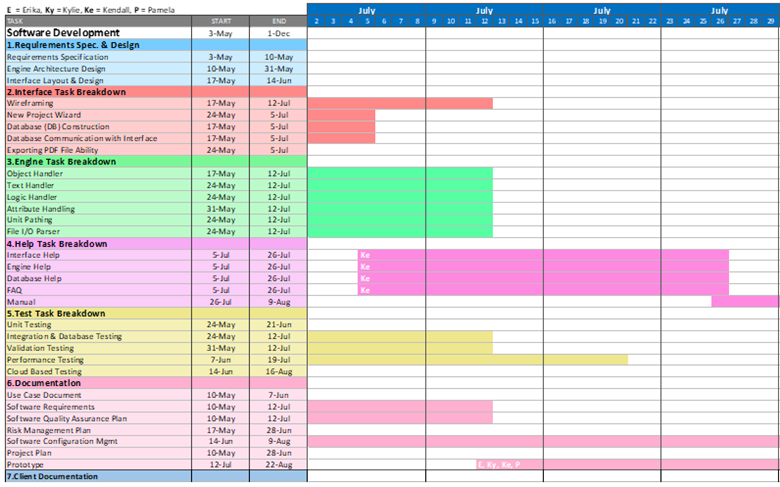 E = Erika, Ky = Kylie, Ke = Kendall, P = Pamela July July July July
TASK START END 2 3 4 5 6 7 8 9 10 11 12 13 14 15 16 17 18 19 20 21 22 23 24 25 26 27 28 29
Software Development 3-May 1-Dec
1.Requirements Spec. & Design
Requirements Specification 3-May 10-May
Engine Architecture Design 10-May 31-May
Interface Layout & Design 17-May 14-Jun
2.Interface Task Breakdown
Wireframing 17-May 12-Jul
New Project Wizard 24-May 5-Jul
Database (DB) Construction 17-May 5-Jul
Database Communication with Interface 17-May 5-Jul
Exporting PDF File Ability 24-May 5-Jul
3.Engine Task Breakdown
Object Handler 17-May 12-Jul
Text Handler 24-May 12-Jul
Logic Handler 24-May 12-Jul
Attribute Handling 31-May 12-Jul
Unit Pathing 24-May 12-Jul
File I/O Parser 24-May 12-Jul
4.Help Task Breakdown
Interface Help 5-Jul 26-Jul Ke
Engine Help 5-Jul 26-Jul Ke
Database Help 5-Jul 26-Jul Ke
FAQ 5-Jul 26-Jul Ke
Manual 26-Jul 9-Aug
5.Test Task Breakdown
Unit Testing 24-May 21-Jun
Integration & Database Testing 24-May 12-Jul
Validation Testing 31-May 12-Jul
Performance Testing 7-Jun 19-Jul
Cloud Based Testing 14-Jun 16-Aug
6.Documentation
Use Case Document 10-May 7-Jun
Software Requirements 10-May 12-Jul
Software Quality Assurance Plan 10-May 12-Jul
Risk Management Plan 17-May 28-Jun
Software Configuration Mgmt 14-Jun 9-Aug
Project Plan 10-May 28-Jun
Prototype 12-Jul 22-Aug E, Ky, Ke, P
7.Client Documentation